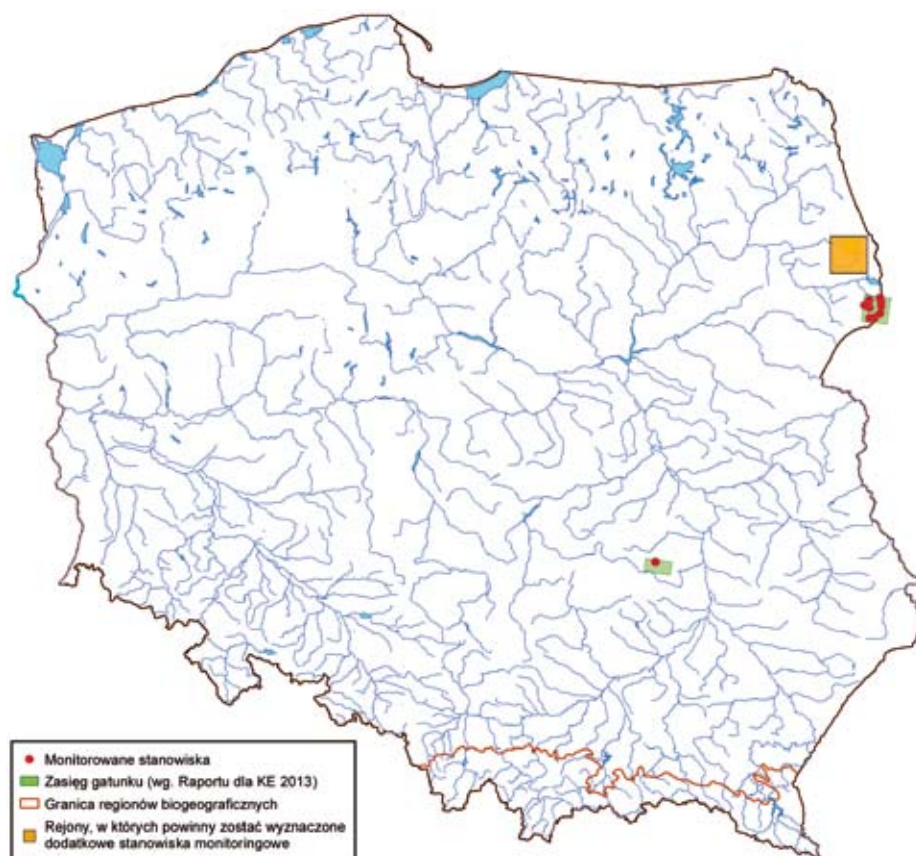 Monitorowane stanowiska
Zasięg gatunku (wg. Raportu dla KE 2013)
Granica regionów biogeograficznych
Rejony, w których powinny zostać wyznaczone
dodatkowe stanowiska monitoringowe